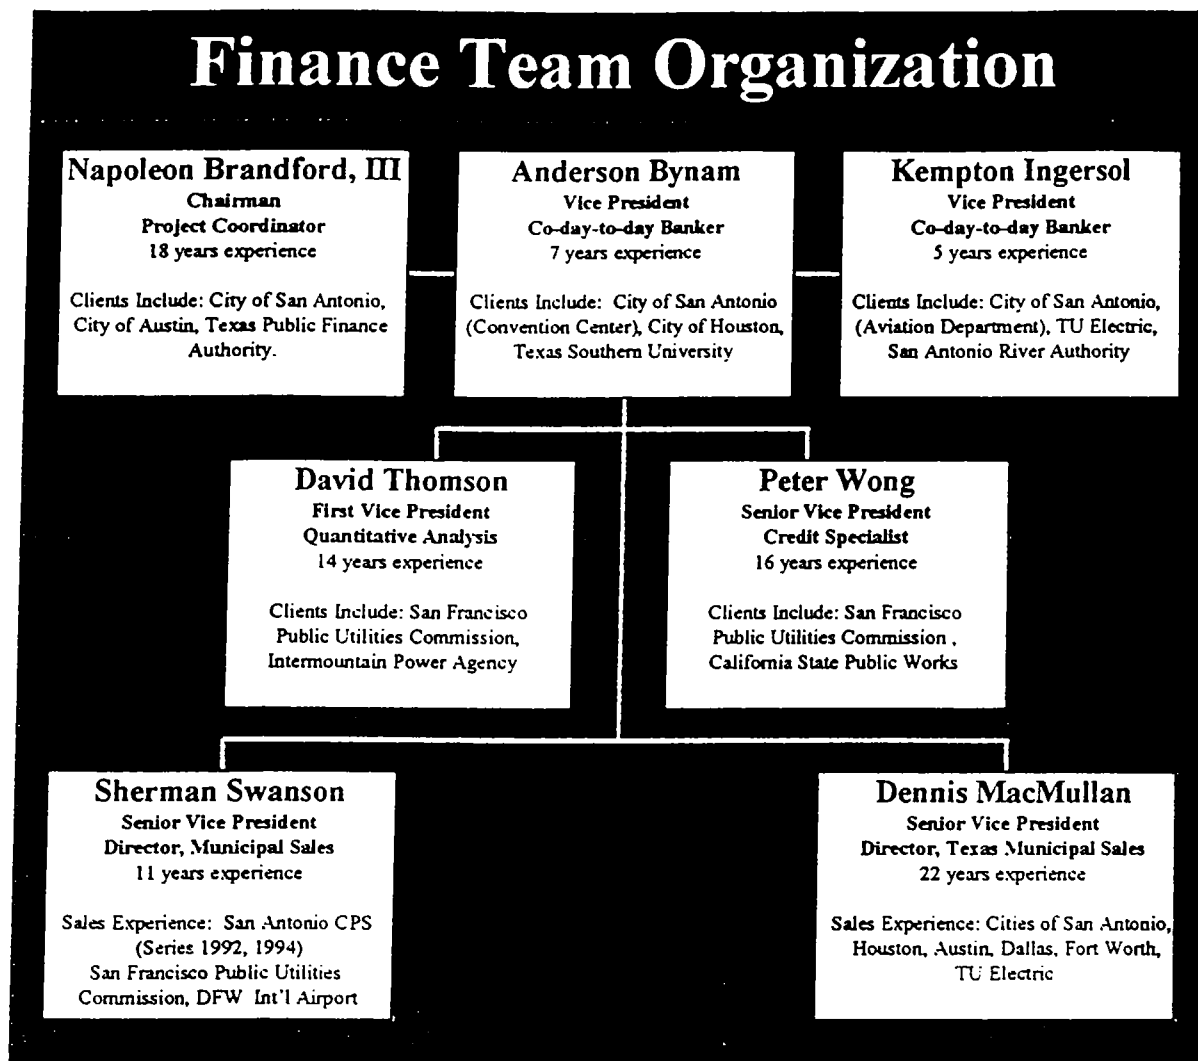 Finance Team Organization
Napoleon Brandford, III
Chairman
Project Coordinator
18 years experience
Clients Include: City of San Antonio,
City of Austin, Texas Public Finance
Authority.
Anderson Bynam
Vice President
Co-day-to-day Banker
7 years experience
Clients Include: City of San Antonio
(Convention Center), City of Houston,
Texas Southern University
Kempton Ingersol
Vice President
Co-day-to-day Banker
5 years experience
Clients Include: City of San Antonio,
(Aviation Department), TU Electric,
San Antonio River Authority
David Thomson
First Vice President
Quantitative Analysis
14 years experience
Clients Include: San Francisco
Public Utilities Commission,
Intermountain Power Agency
Peter Wong
Senior Vice President
Credit Specialist
16 years experience
Clients Include: San Francisco
Public Utilities Commission ,
California State Public Works
Sherman Swanson
Senior Vice President
Director, Municipal Sales
11 years experience
Sales Experience: San Antonio CPS
(Series 1992, 1994)
San Francisco Public Utilities
Commission, DFW Int'l Airport
Dennis MacMullan
Senior Vice President
Director, Texas Municipal Sales
22 years experience
Sales Experience: Cities of San Antonio,
Houston, Austin, Dallas, Fort Worth,
TU Electric